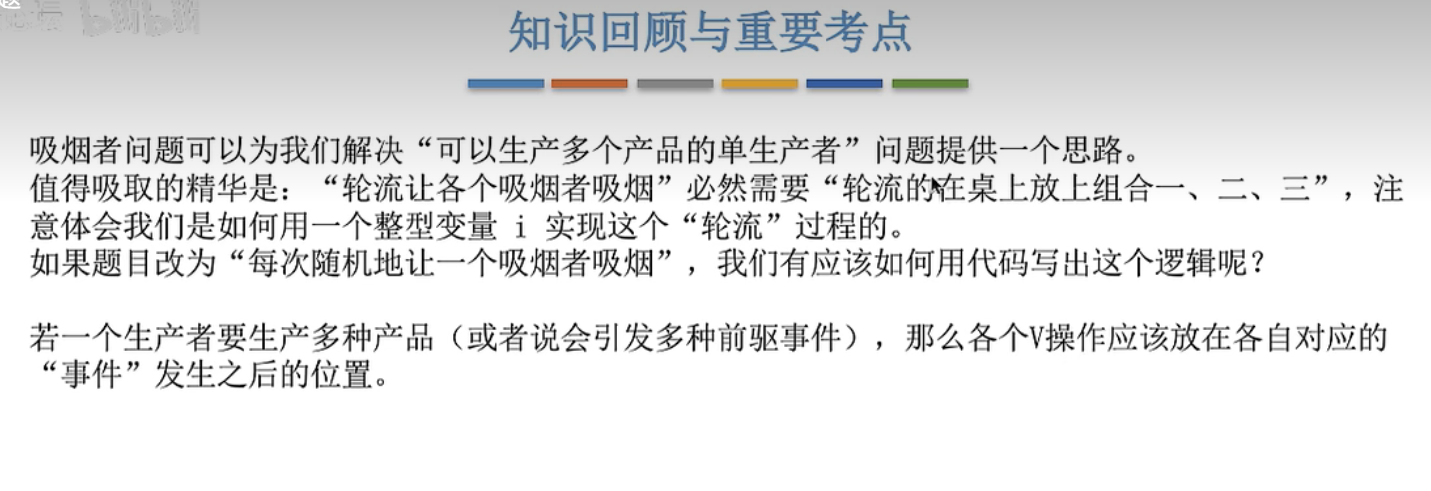 知识回顾与重要考点
吸烟者问题可以为我们解决“可以生产多个产品的单生产者”问题提供一个思路。
值得吸取的精华是：“轮流让各个吸烟者吸烟”必然需要“轮流的在桌上放上组合一、二、三”，注
意体会我们是如何用一个整型变量 i 实现这个“轮流”过程的。
如果题目改为“每次随机地让一个吸烟者吸烟”，我们有应该如何用代码写出这个逻辑呢？
若一个生产者要生产多种产品（或者说会引发多种前驱事件），那么各个V操作应该放在各自对应的
“事件”发生之后的位置。